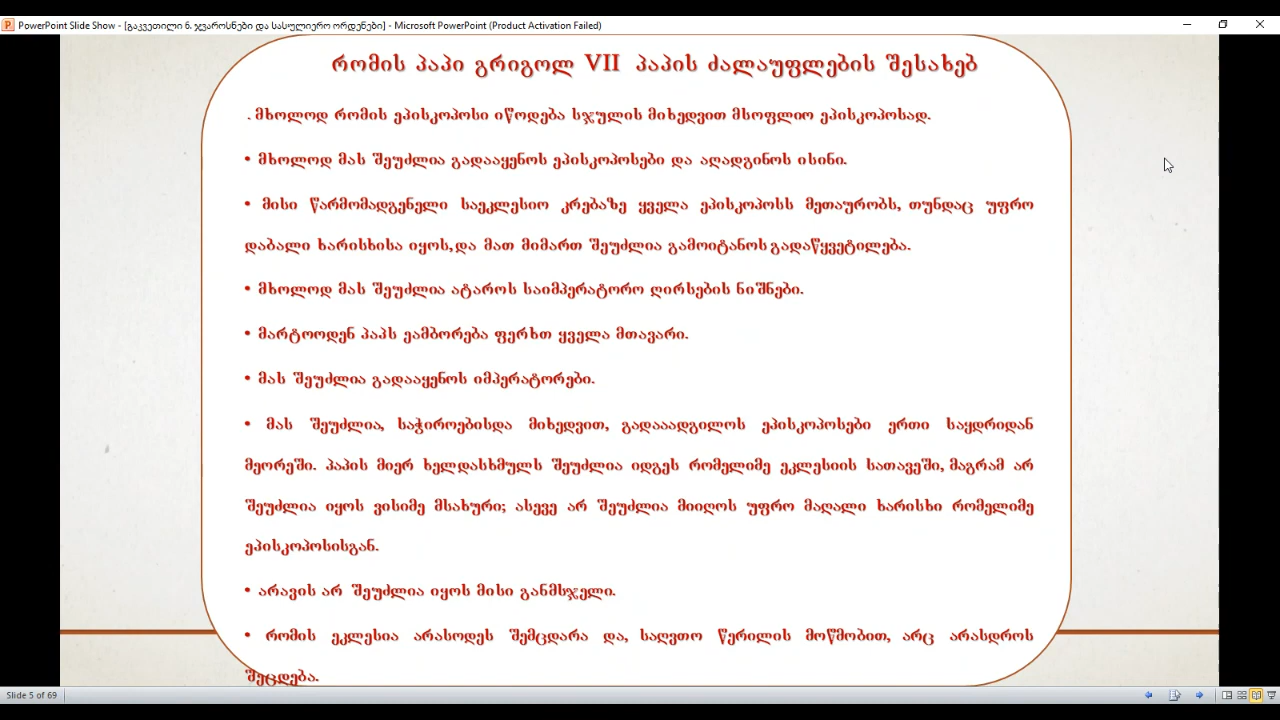 PowerPoint Slide Show - [გაკვეთილი 6. ჯვაროსნები და სასულიერო ორდენები] - Microsoft PowerPoint (Product Activation Failed)
რომის პაპი გრიგოლ VII პაპის ძალაუფლების შესახებ
. მხოლოდ რომის ეპისკოპოსი იწოდება სჯულის მიხედვით მსოფლიო ეპისკოპოსად.
• მხოლოდ მას შეუძლია გადააყენოს ეპისკოპოსები და აღადგინოს ისინი.
• მისი წარმომადგენელი საეკლესიო კრებაზე ყველა ეპისკოპოსს მეთაურობს, თუნდაც უფრო
დაბალი ხარისხისა იყოს,და მათ მიმართ შეუძლია გამოიტანოს გადაწყვეტილება.
• მხოლოდ მას შეუძლია ატაროს საიმპერატორო ღირსების ნიშნები.
• მარტოოდენ პაპს ეამბორება ფერხთ ყველა მთავარი.
• მას შეუძლია გადააყენოს იმპერატორები.
• მას შეუძლია, საჭიროებისდა მიხედვით, გადააადგილოს ეპისკოპოსები ერთი საყდრიდან
მეორეში. პაპის მიერ ხელდასხმულს შეუძლია იდგეს რომელიმე ეკლესიის სათავეში, მაგრამ არ
შეუძლია იყოს ვისიმე მსახური; ასევე არ შეუძლია მიიღოს უფრო მაღალი ხარისხი რომელიმე
ეპისკოპოსისგან.
• არავის არ შეუძლია იყოს მისი განმსჯელი.
• რომის ეკლესია არასოდეს შემცდარა და, საღვთო წერილის მოწმობით, არც არასდროს
შეცდება.
Slide 5 of 69